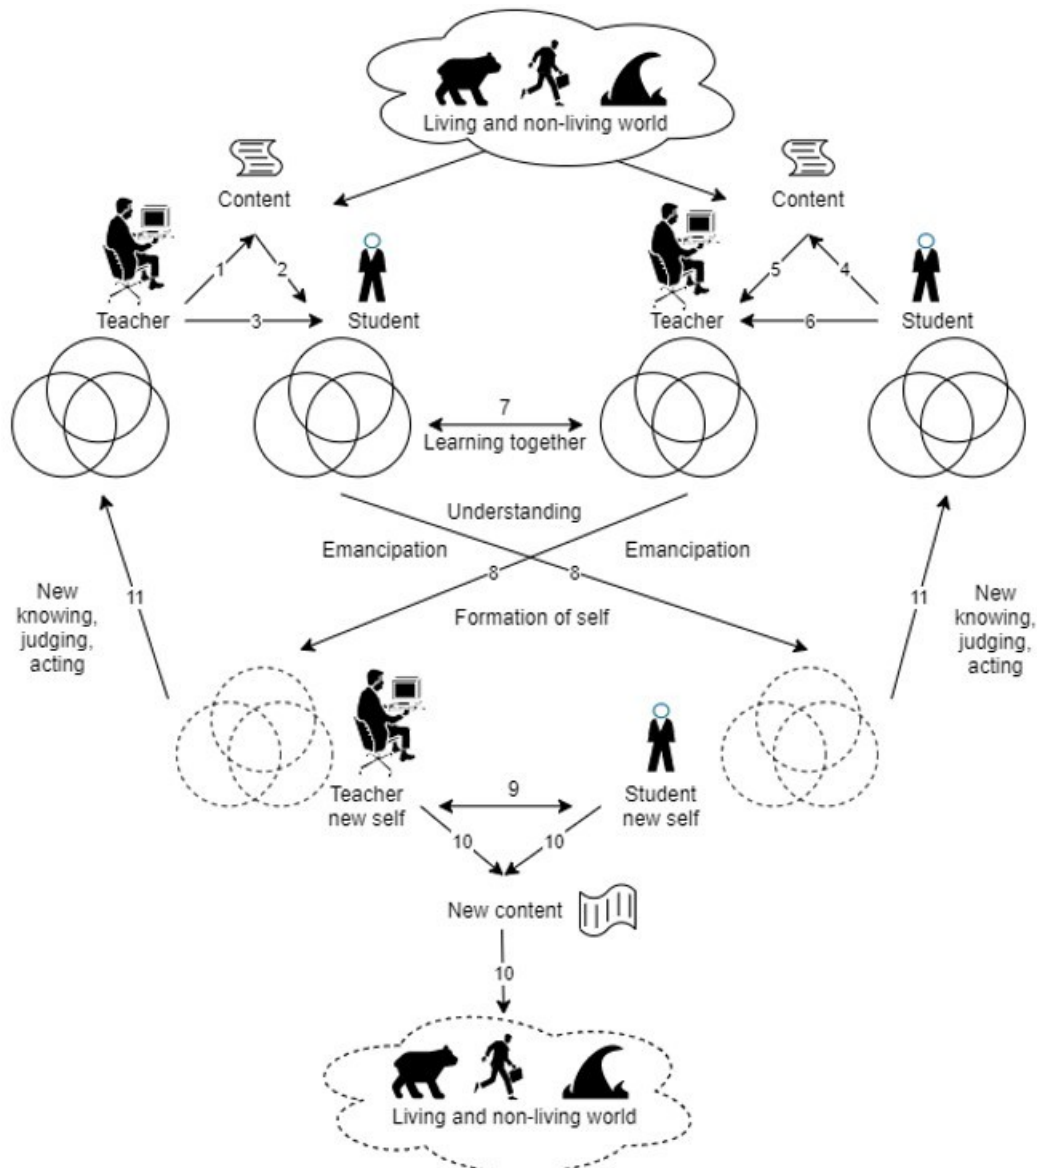 Living and non-living world
Content
Content
1
2
5
4
Teacher
3
Student
Teacher
6
Student
7
Learning together
Understanding
Emancipation
Emancipation
8
8
Formation of self
New
knowing,
judging,
acting
11
11
New
knowing,
judging,
acting
Teacher
new self
9
Student
new self
10
10
New content
10
Living and non-living world